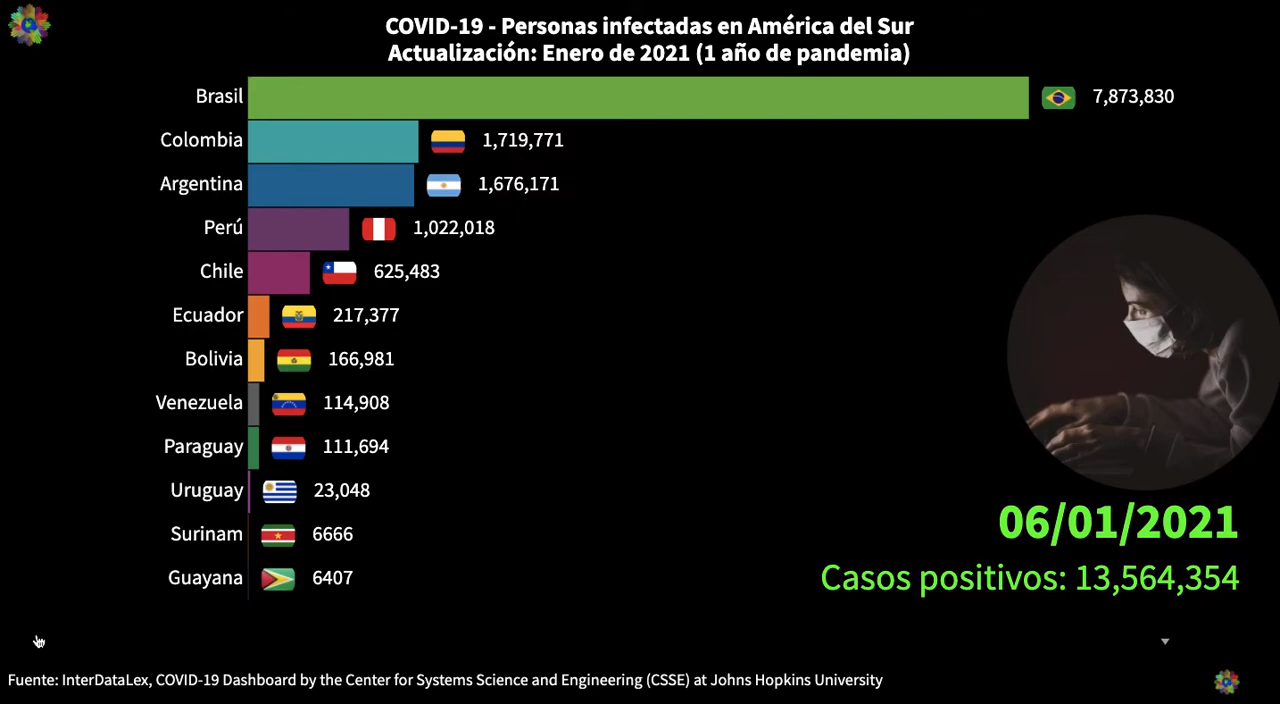 COVID-19 - Personas infectadas en América del Sur
Actualización: Enero de 2021 (1 año de pandemia)
Brasil 7,873,830
Colombia 1,719,771
Argentina 1,676,171
Perú 1,022,018
Chile 625,483
Ecuador 217,377
Bolivia 166,981
Venezuela 114,908
Paraguay 111,694
Uruguay 23,048
Surinam 6666
Guayana 6407
06/01/2021
Casos positivos: 13,564,354
Fuente: InterDataLex, COVID-19 Dashboard by the Center for Systems Science and Engineering (CSSE) at Johns Hopkins University